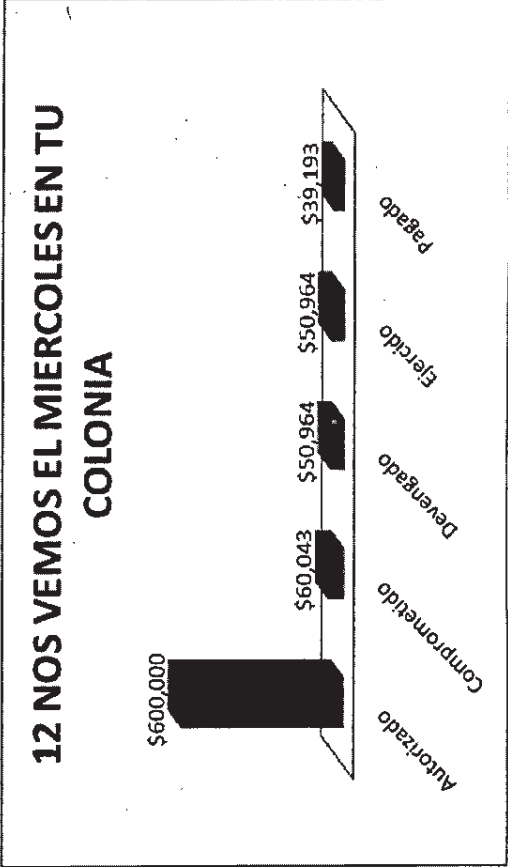 12 NOS VEMOS EL MIERCOLES EN TU
COLONIA
$600,000
$60,043
$50,964
$50,964
$39,193
Autorizado
Comprometido
Devengado
Ejercido
Pagado